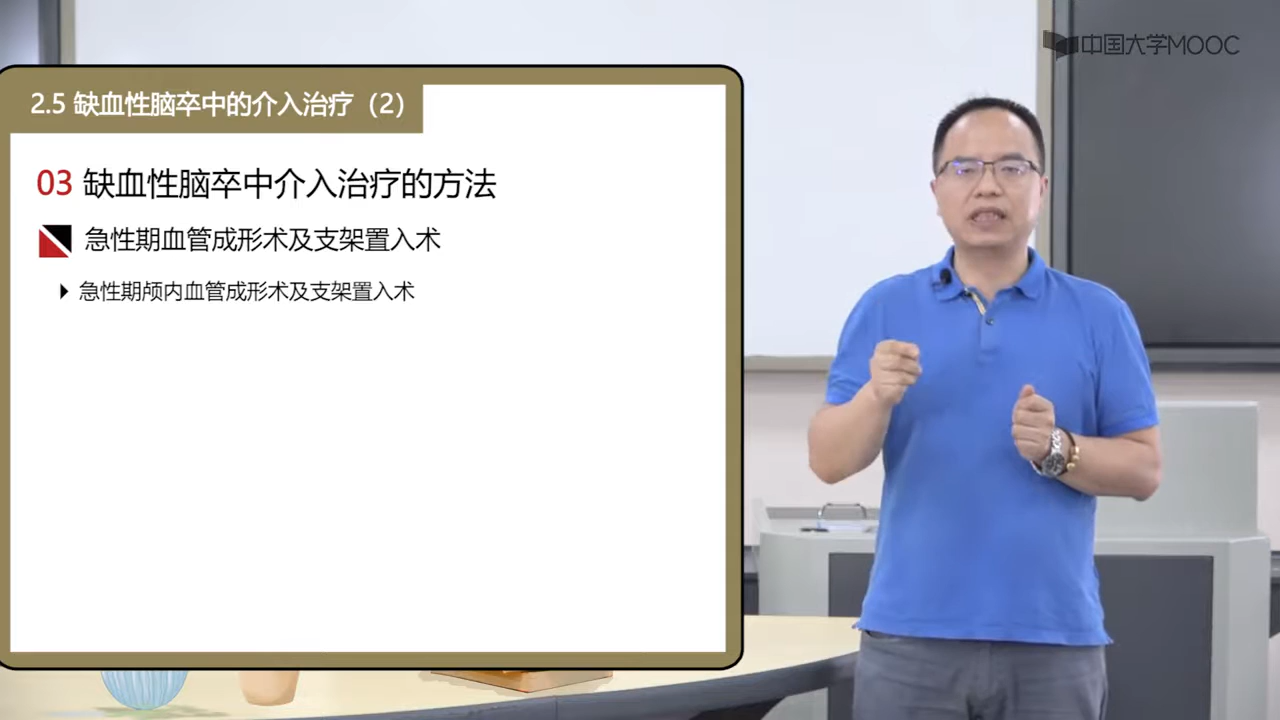 中国大学MOOC
2.5 缺血性脑卒中的介入治疗（2）
03 缺血性脑卒中介入治疗的方法
急性期血管成形术及支架置入术
急性期颅内血管成形术及支架置入术